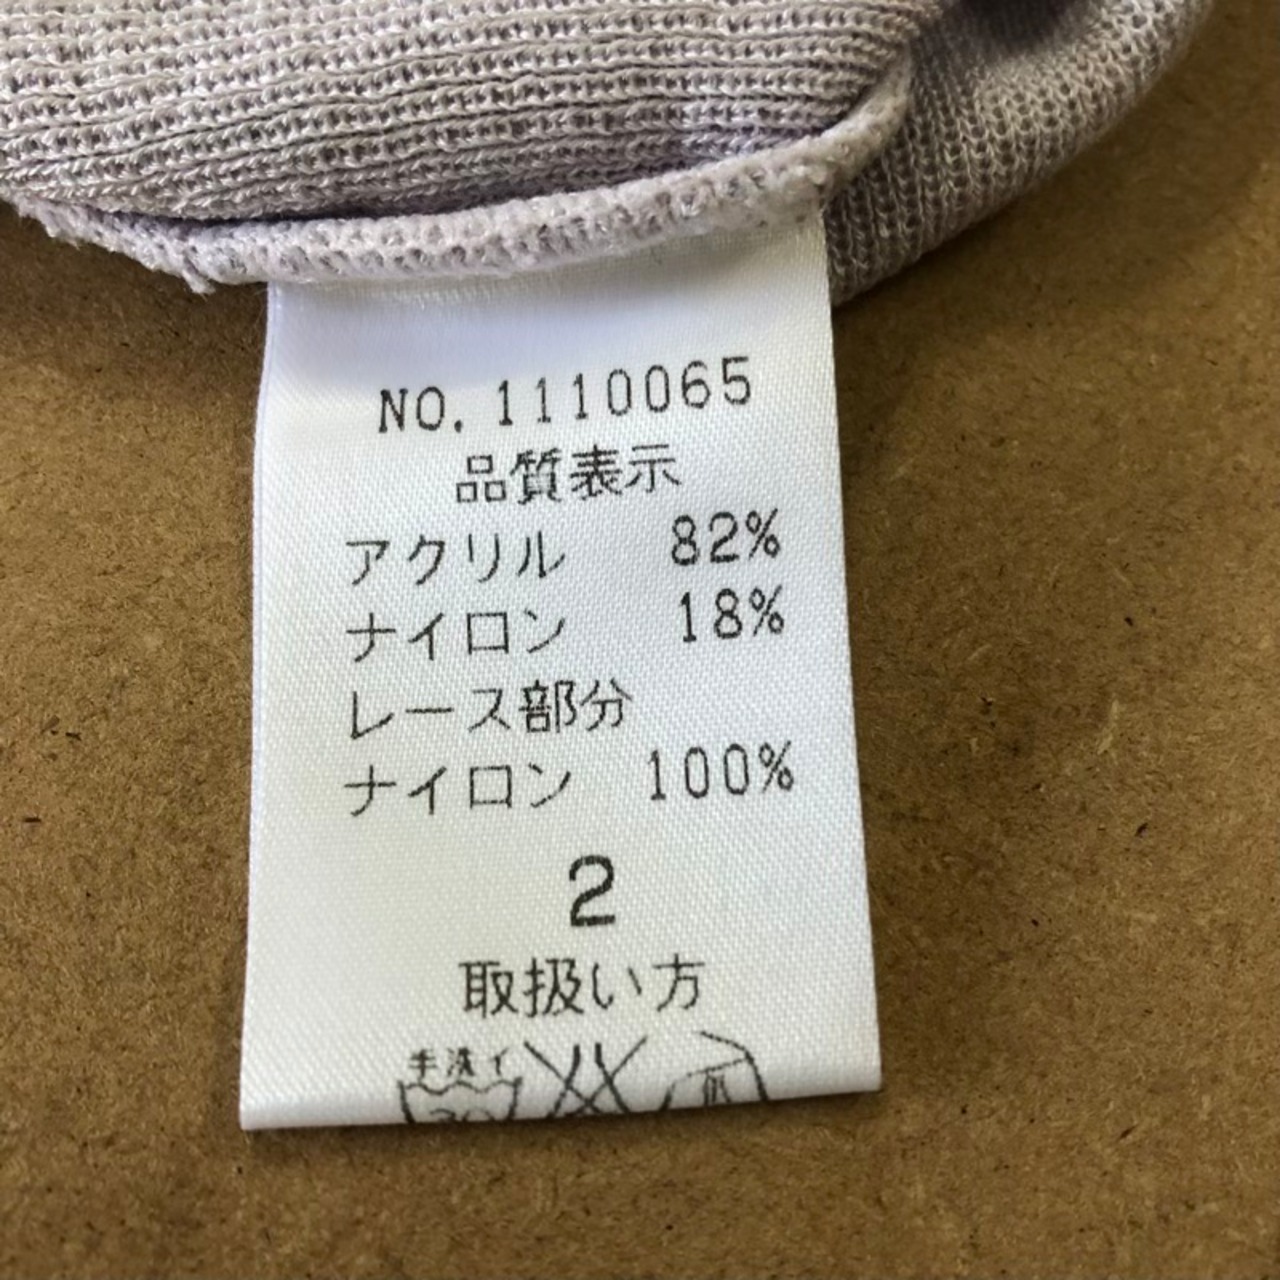 NO. 1110065
品質表示
アクリル 82%
ナイロン 18%
レース部分
ナイロン 100%
2
取扱い方
手洗イ
30